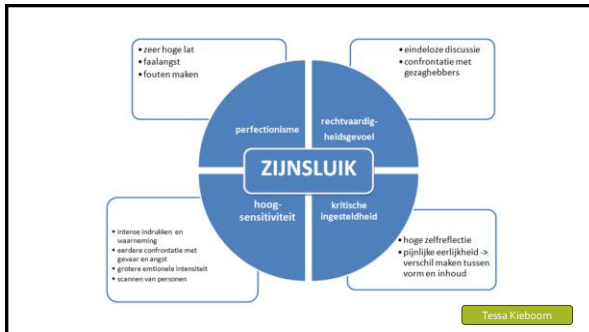 • zeer hoge lat
• faalangst
• fouten maken
• eindeloze discussie
• confrontatie met
gezaghebbers
perfectionisme
rechtvaardig-
heidsgevoel
ZIJNSLUIK
hoog-
sensitiviteit
kritische
ingesteldheid
• intense indrukken en
waarneming
• eerdere confrontatie met
gevaar en angst
• grotere emtionele intensiteit
• scannen van personen
• hoge zelfreflectie
• pijnlijke eerlijkheid ->
verschil maken tussen
vorm en inhoud
Tessa Kieboom